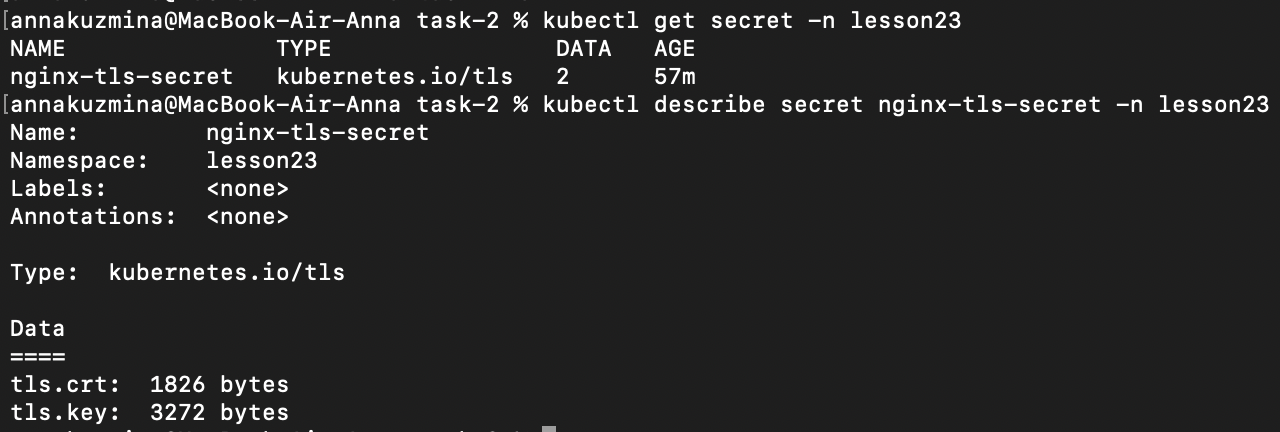 [annakuzmina@MacBook-Air-Anna task-2 % kubectl get secret -n lesson23
NAME TYPE DATA AGE
nginx-tls-secret kubernetes.io/tls 2 57m
[annakuzmina@MacBook-Air-Anna task-2 % kubectl describe secret nginx-tls-secret -n lesson23
Name: nginx-tls-secret
Namespace: lesson23
Labels: <none>
Annotations: <none>
Type: kubernetes.io/tls
Data
====
tls.crt: 1826 bytes
tls.key: 3272 bytes